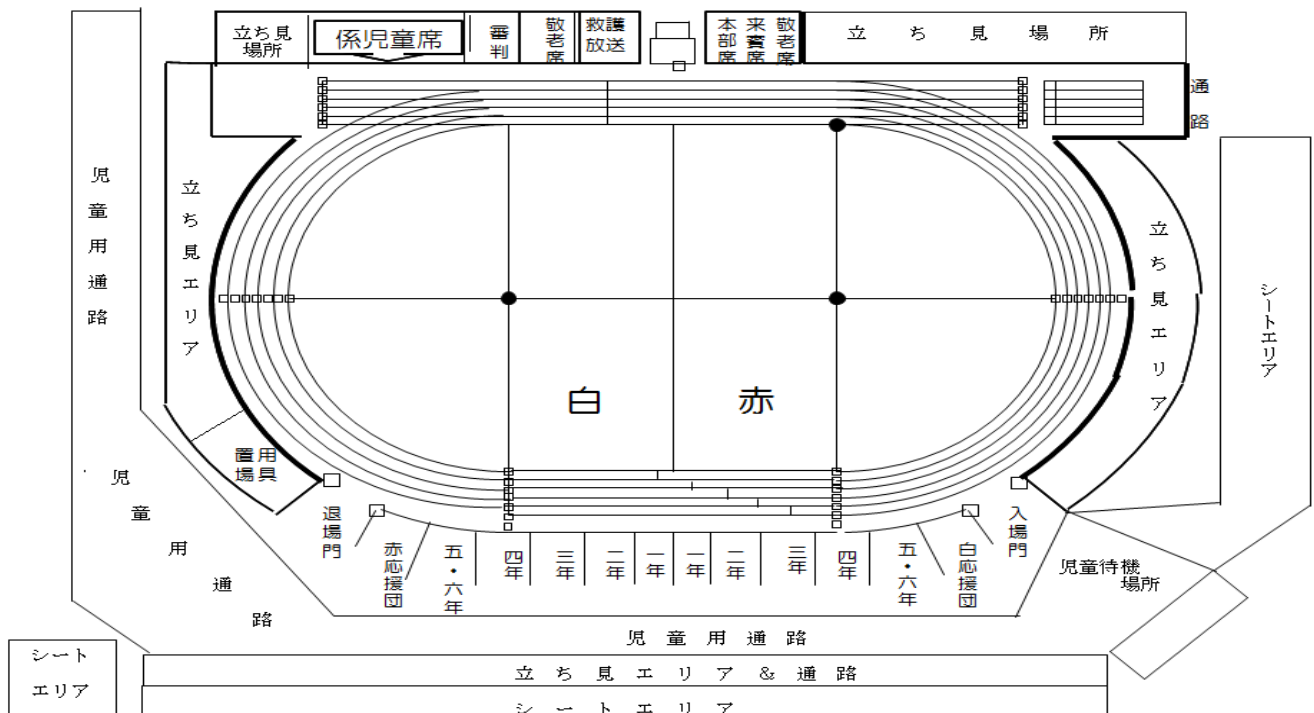 立ち見
場所
係児童席
審判
敬老席
救護
放送
本部席
来賓席
敬老席
立ち見場所
通路
児童用通路
立ち見エリア
立ち見エリア
シートエリア
白
赤
用具
置場
児童用通路
退場門
入場門
赤応援団
五・六年
四年
三年
二年
一年
一年
二年
三年
四年
五・六年
白応援団
児童待機
場所
児童用通路
シート
エリア
立ち見エリア&通路
シートエリア